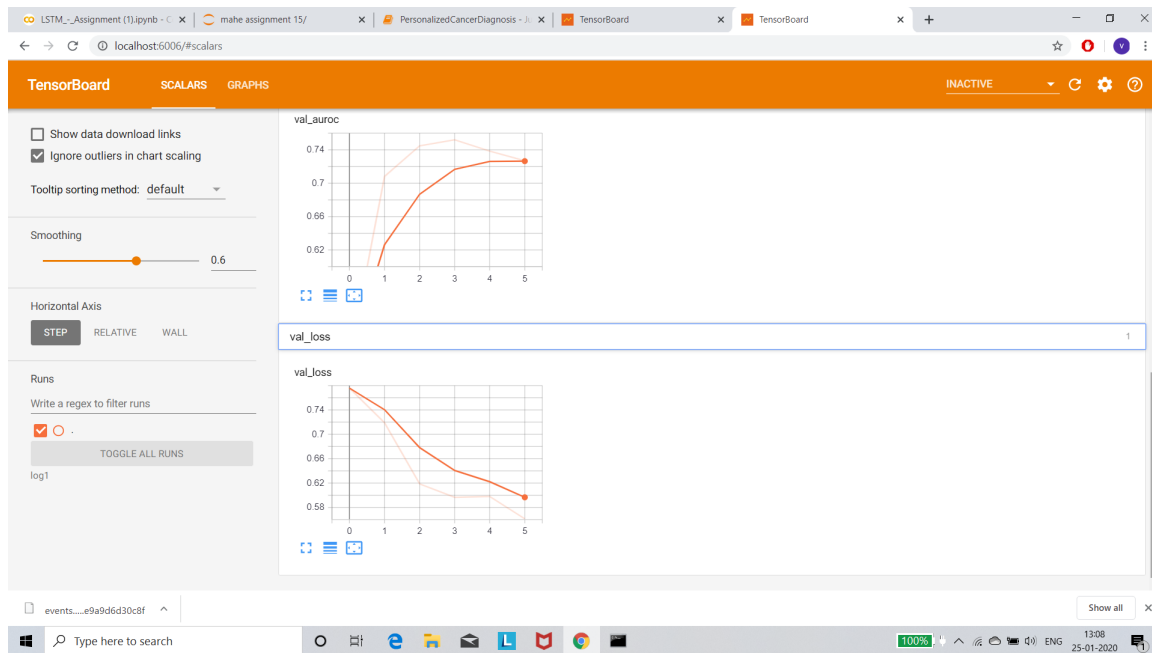 LSTM_-_Assignment (1).ipynb - C
mahe assignment 15/
PersonalizedCancerDiagnosis - Ju
TensorBoard
TensorBoard
localhost:6006/#scalars
TensorBoard SCALARS GRAPHS INACTIVE
Show data download links
Ignore outliers in chart scaling
Tooltip sorting method: default
Smoothing
0.6
Horizontal Axis
STEP RELATIVE WALL
Runs
Write a regex to filter runs
.
TOGGLE ALL RUNS
log1
val_auroc
0.74
0.7
0.66
0.62
0 1 2 3 4 5
val_loss 1
val_loss
0.74
0.7
0.66
0.62
0.58
0 1 2 3 4 5
events.....e9a9d6d30c8f
Show all
Type here to search
100% ENG 13:08
25-01-2020